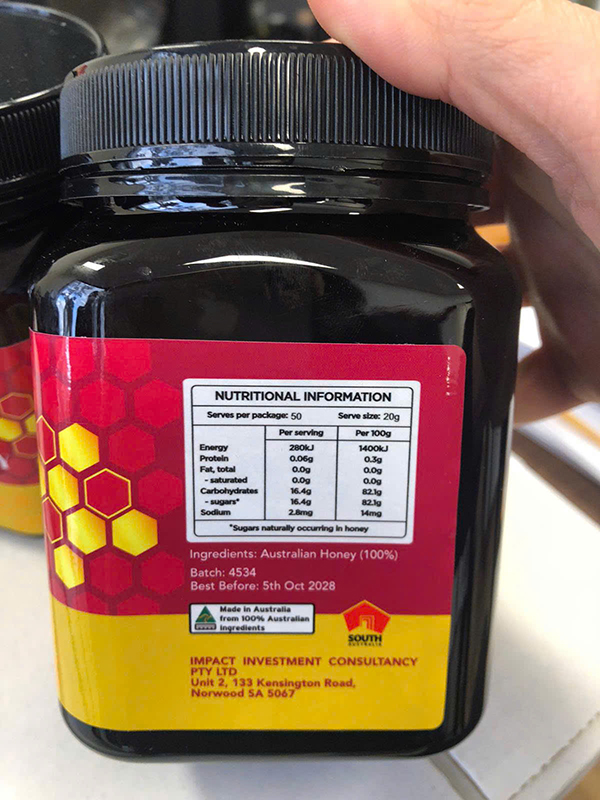 NUTRITIONAL INFORMATION
Serves per package: 50 Serve size: 20g
Per serving Per 100g
Energy 280kJ 1400kJ
Protein 0.06g 0.3g
Fat, total 0.0g 0.0g
- saturated 0.0g 0.0g
Carbohydrates 16.4g 82.1g
- sugars* 16.4g 82.1g
Sodium 2.8mg 14mg
*Sugars naturally occurring in honey
Ingredients: Australian Honey (100%)
Batch: 4534
Best Before: 5th Oct 2028
Made in Australia
from 100% Australian
ingredients
SOUTH
AUSTRALIA
IMPACT INVESTMENT CONSULTANCY
PTY LTD
Unit 2, 133 Kensington Road,
Norwood SA 5067